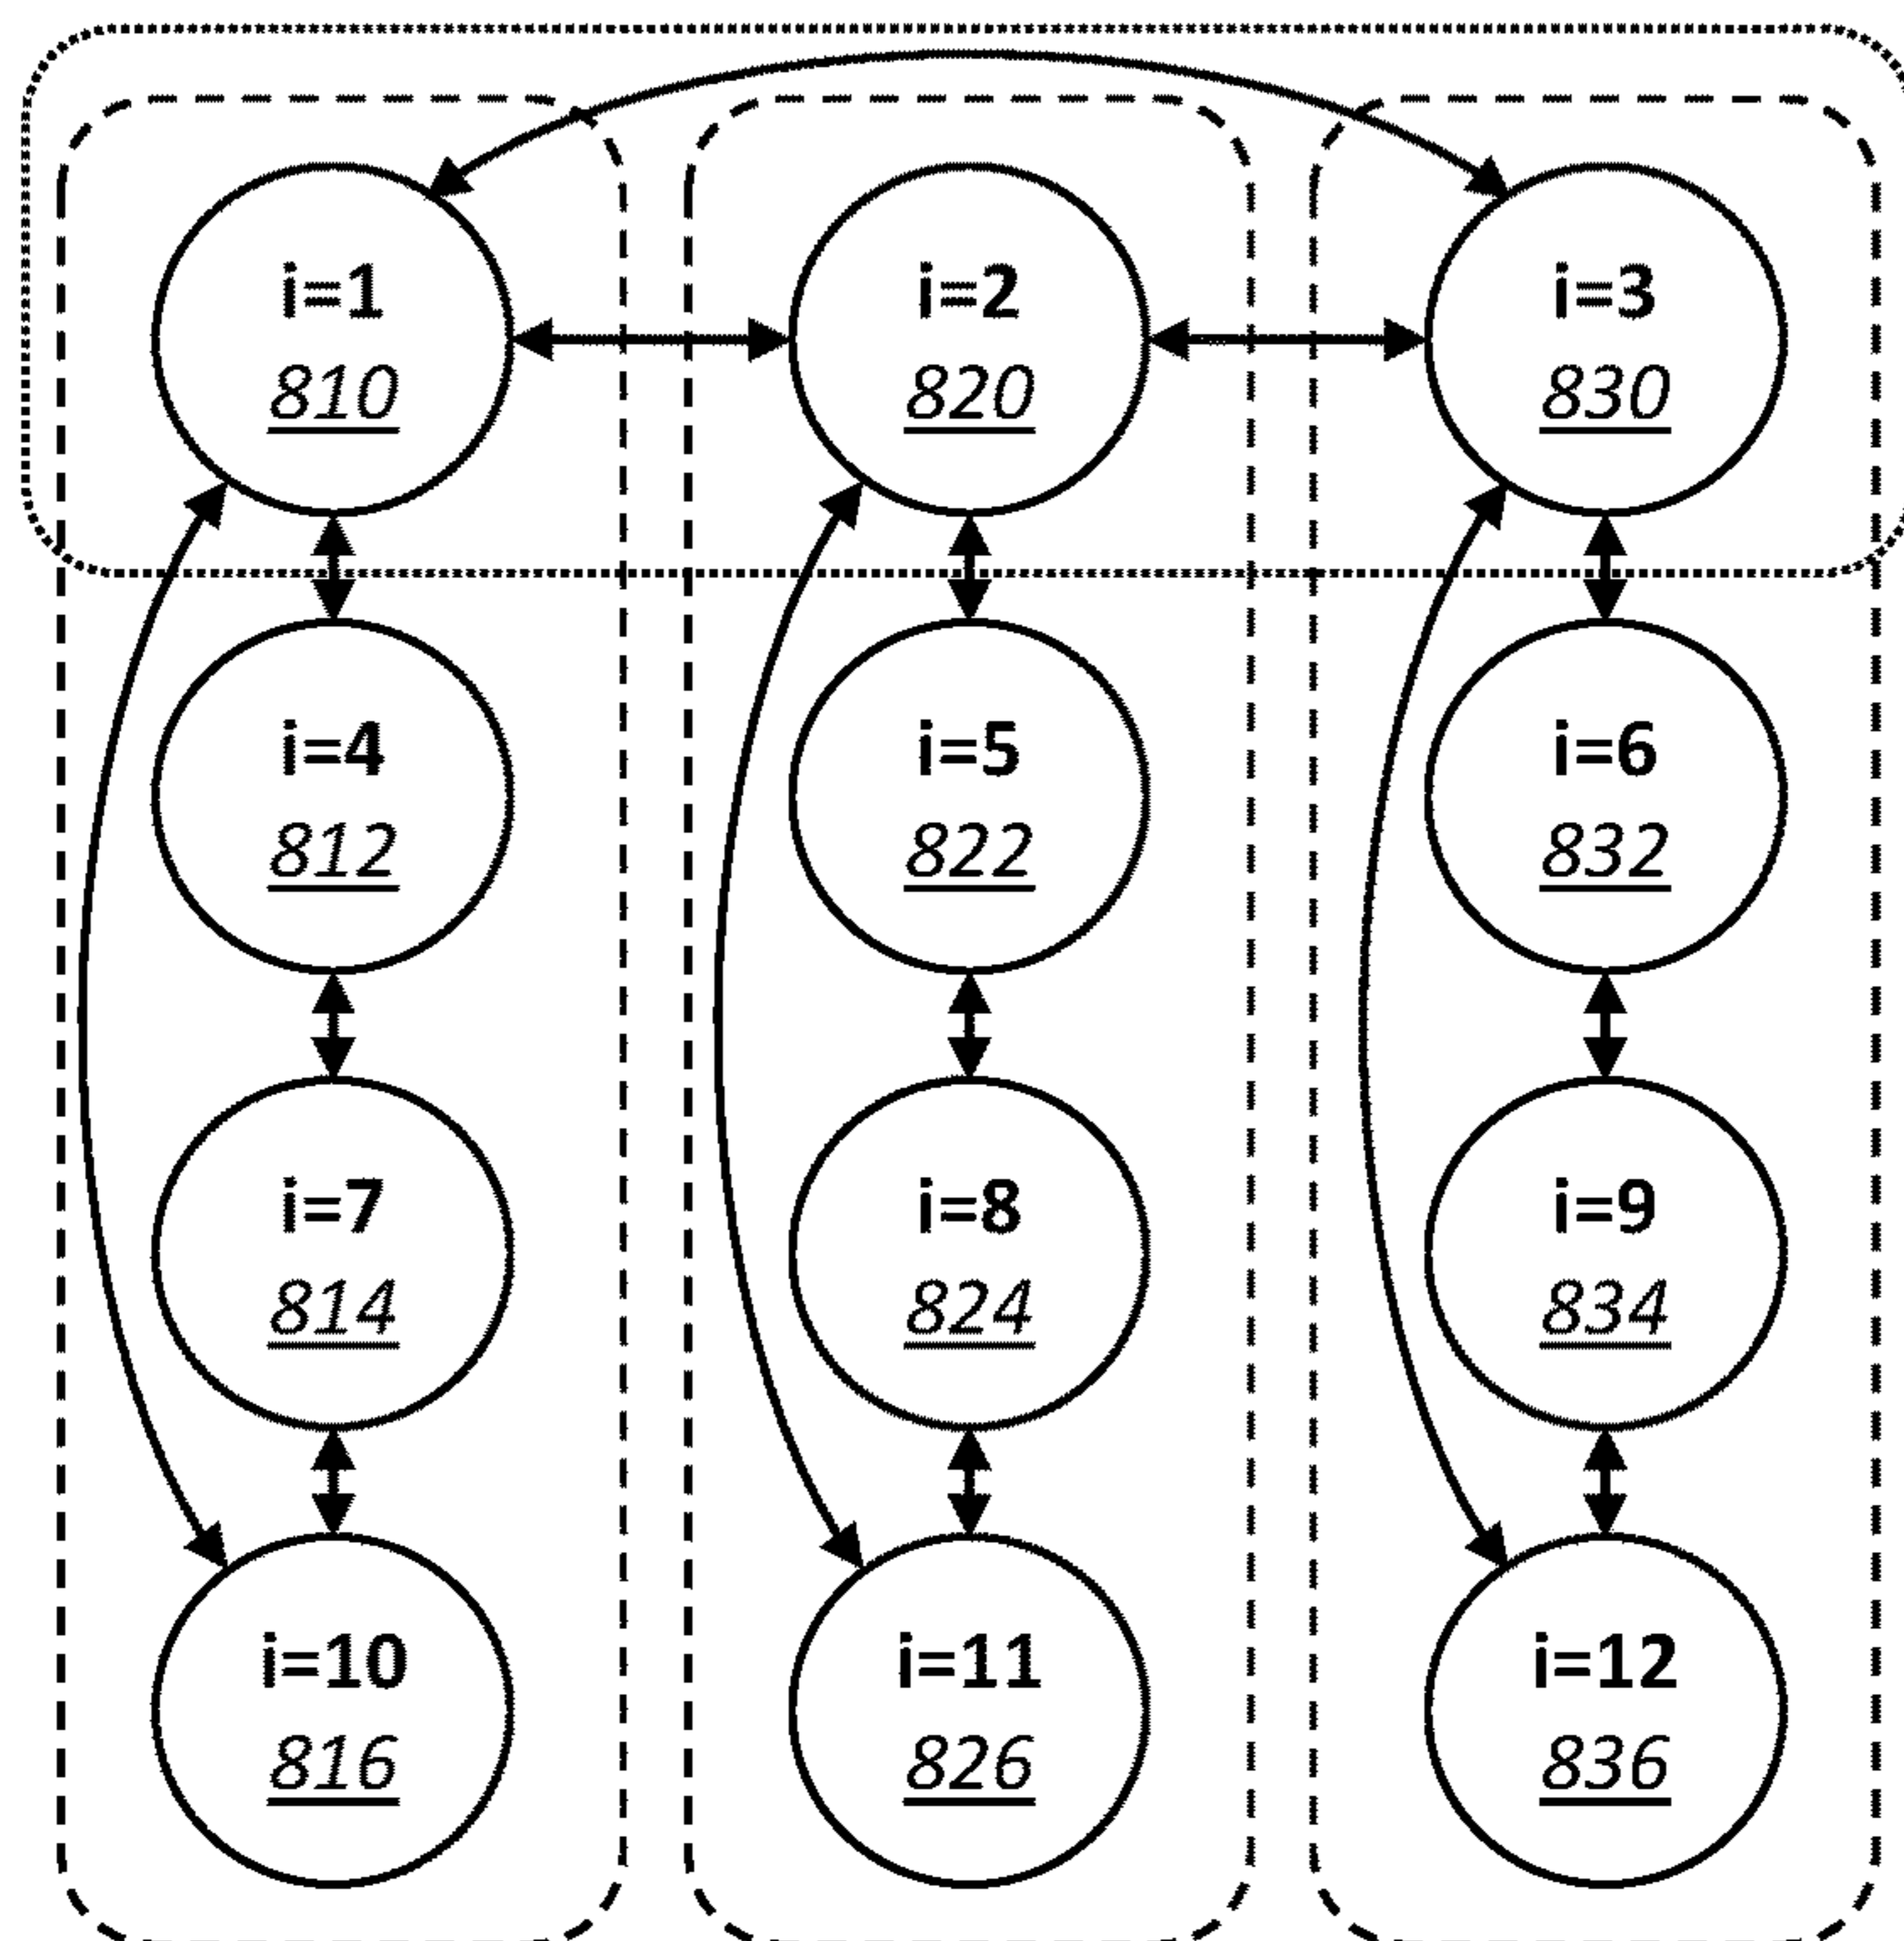 i=1
810
i=2
820
i=3
830
i=4
812
i=5
822
i=6
832
i=7
814
i=8
824
i=9
834
i=10
816
i=11
826
i=12
836